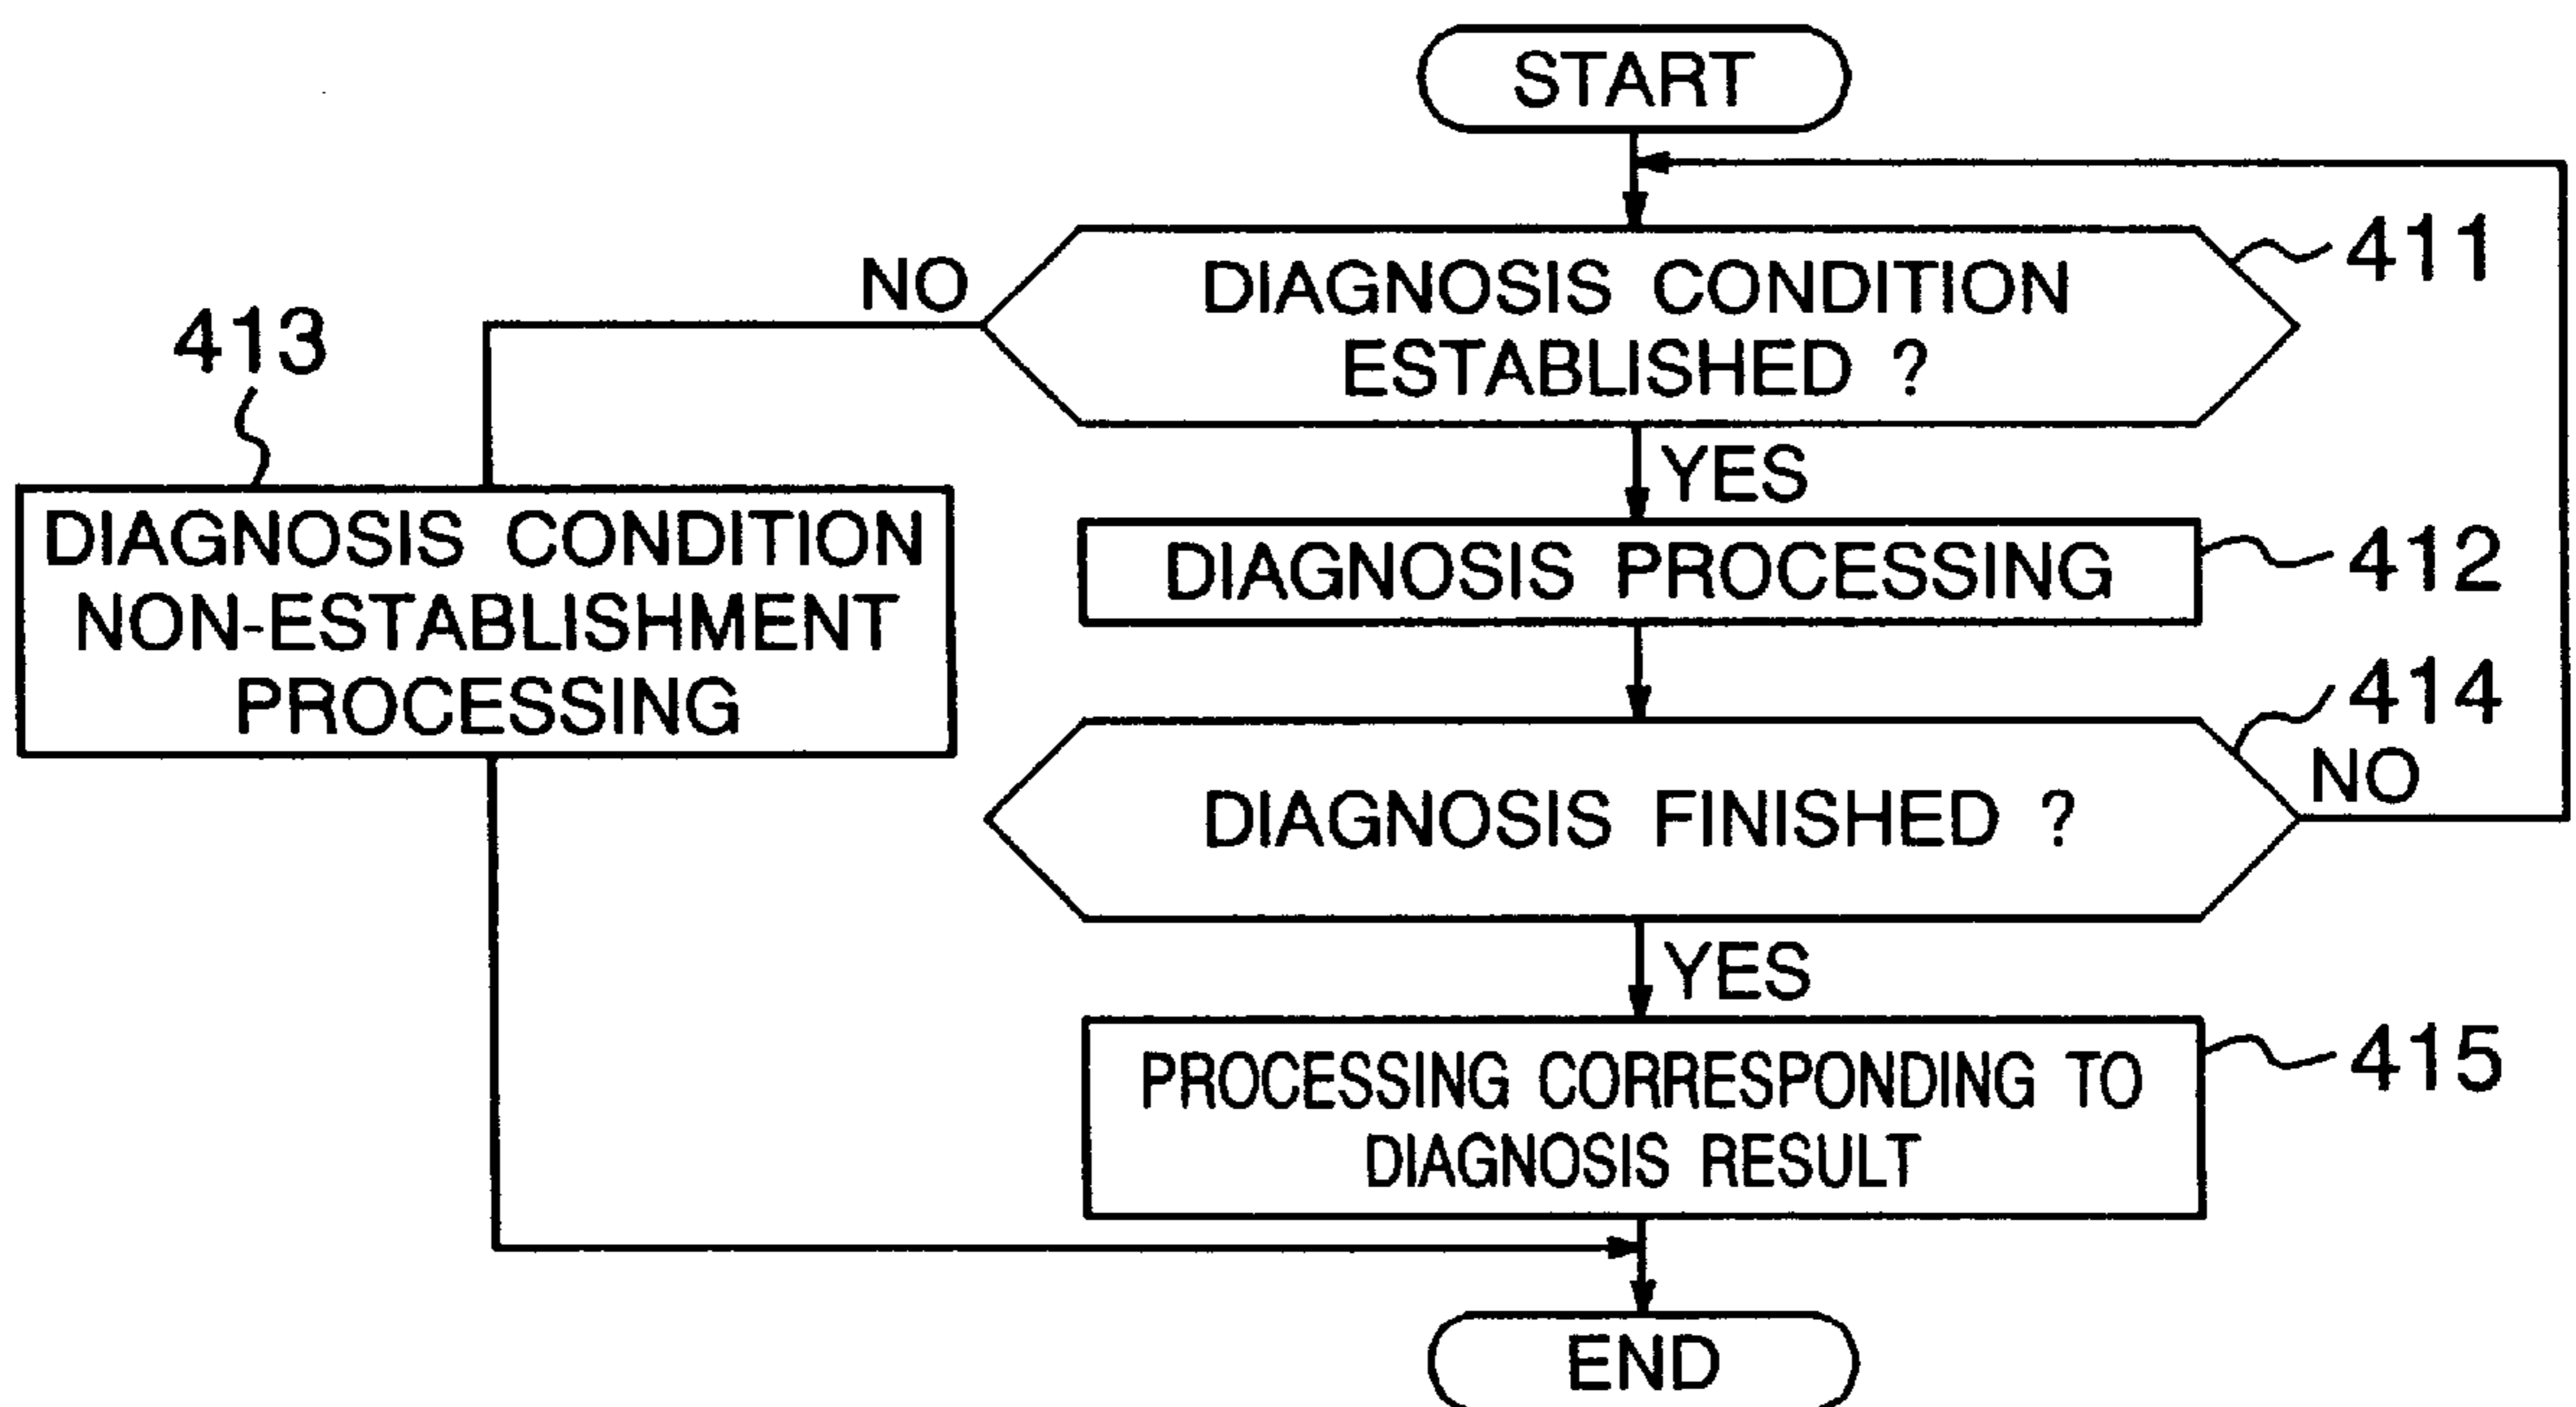 START
NO
DIAGNOSIS CONDITION
ESTABLISHED ?
411
413
YES
DIAGNOSIS CONDITION
NON-ESTABLISHMENT
PROCESSING
DIAGNOSIS PROCESSING
412
414
DIAGNOSIS FINISHED ?
NO
YES
PROCESSING CORRESPONDING TO
DIAGNOSIS RESULT
415
END